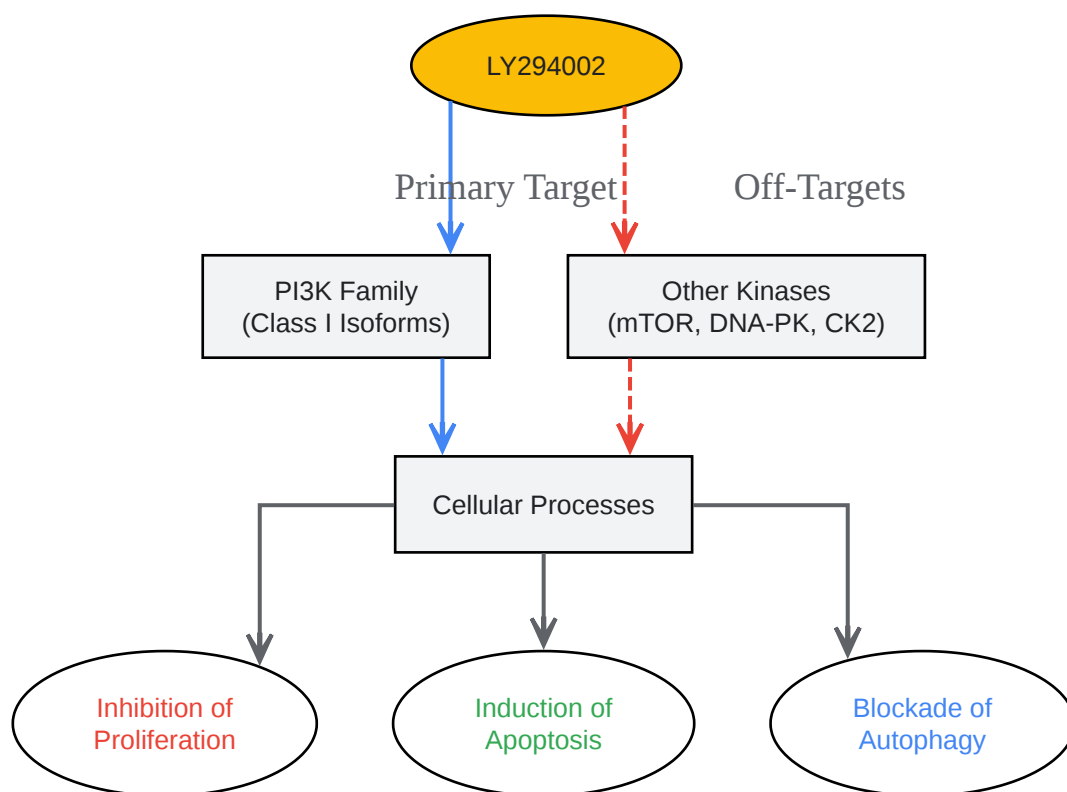 LY294002
Primary Target
Off-Targets
PI3K Family
(Class I Isoforms)
Other Kinases
(mTOR, DNA-PK, CK2)
Cellular Processes
Inhibition of
Proliferation
Induction of
Apoptosis
Blockade of
Autophagy